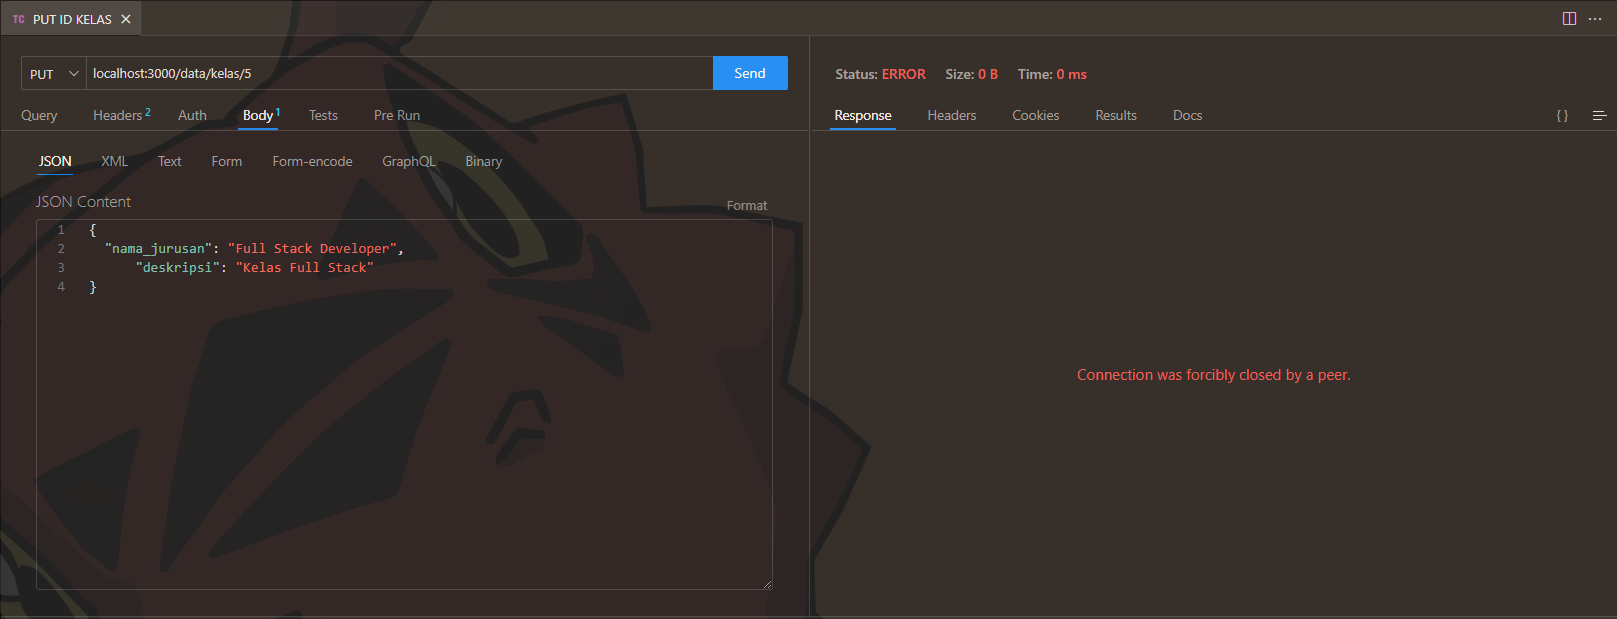 TC PUT ID KELAS
PUT localhost:3000/data/kelas/5 Send
Query Headers 2 Auth Body 1 Tests Pre Run
JSON XML Text Form Form-encode GraphQL Binary
JSON Content Format
1 {
2 "nama_jurusan": "Full Stack Developer",
3 "deskripsi": "Kelas Full Stack"
4 }
Status: ERROR Size: 0 B Time: 0 ms
Response Headers Cookies Results Docs { }
Connection was forcibly closed by a peer.